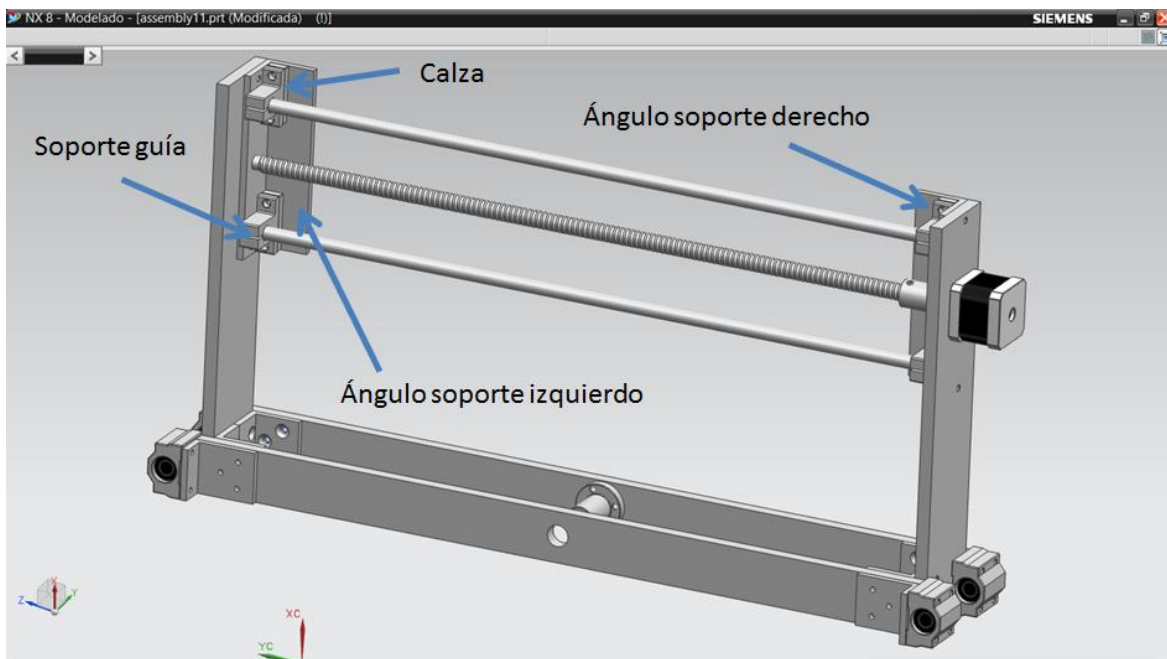 NX 8 - Modelado - [assembly11.prt (Modificada) (!)]
SIEMENS
Calza
Ángulo soporte derecho
Soporte guía
Ángulo soporte izquierdo
X
Z
Y
XC
YC